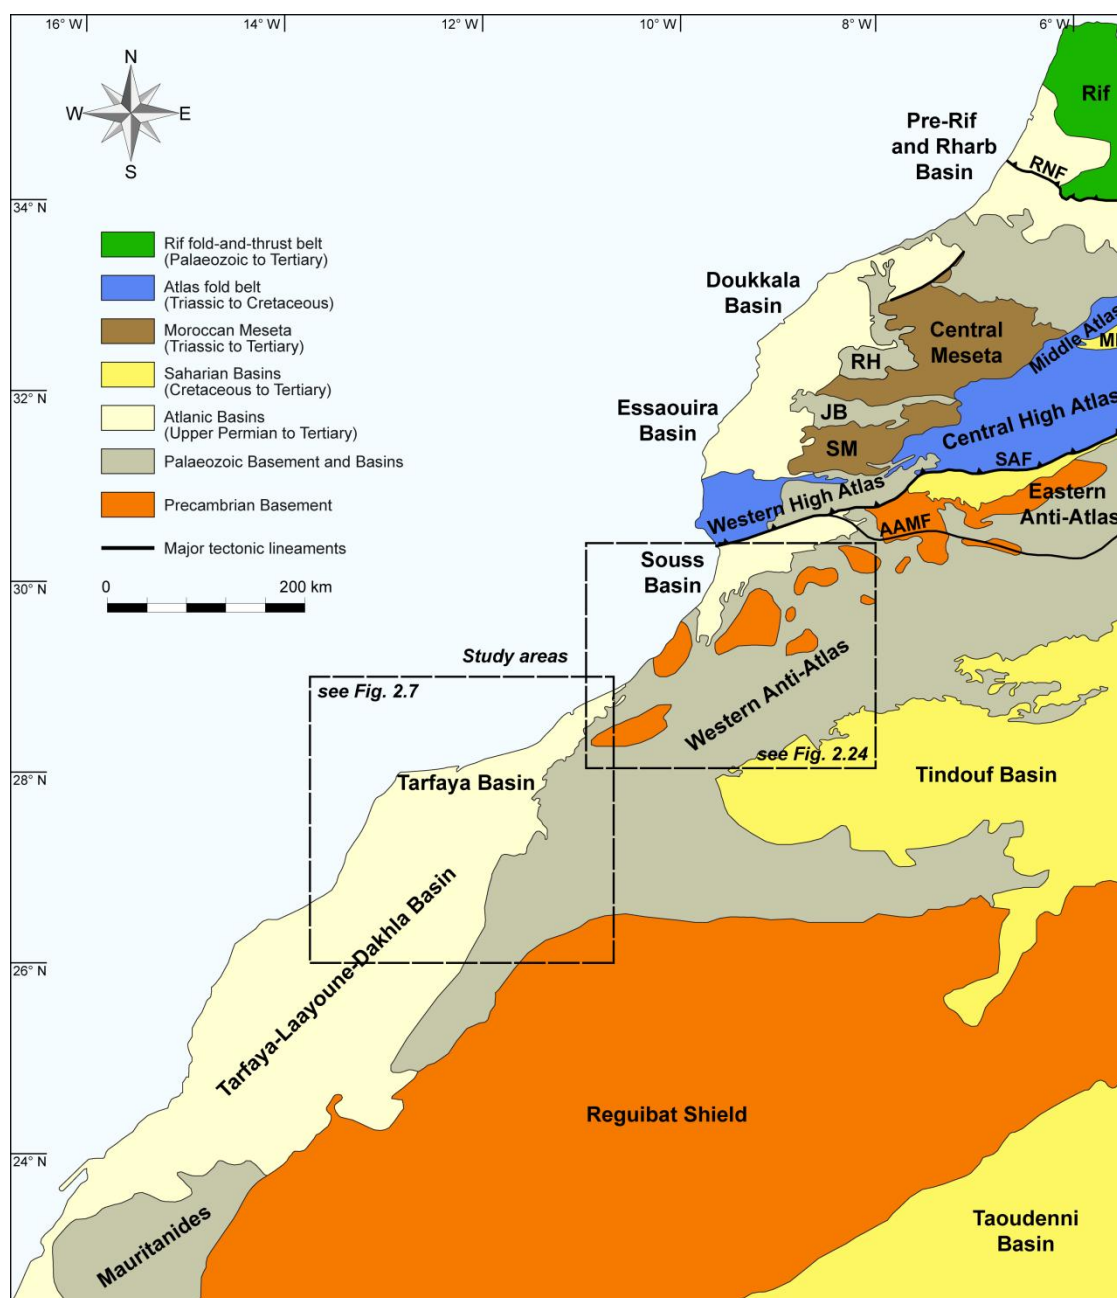 16° W
14° W
12° W
10° W
8° W
6° W
N
W
E
S
Rif
Pre-Rif
and Rharb
Basin
RNF
34° N
Rif fold-and-thrust belt
(Palaeozoic to Tertiary)
Atlas fold belt
(Triassic to Cretaceous)
Moroccan Meseta
(Triassic to Tertiary)
Saharian Basins
(Cretaceous to Tertiary)
Atlanic Basins
(Upper Permian to Tertiary)
Palaeozoic Basement and Basins
Precambrian Basement
Major tectonic lineaments
0
200 km
Doukkala
Basin
Central
Meseta
Middle Atlas
RH
32° N
Essaouira
Basin
JB
SM
Central High Atlas
SAF
Western High Atlas
Eastern
Anti-Atlas
AAMF
30° N
Souss
Basin
Study areas
see Fig. 2.7
Western Anti-Atlas
see Fig. 2.24
28° N
Tarfaya Basin
Tindouf Basin
Tarfaya-Laayoune-Dakhla Basin
26° N
Reguibat Shield
24° N
Mauritanides
Taoudenni
Basin